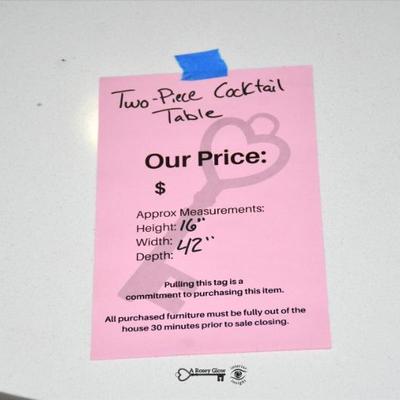 Two-Piece Cocktail
Table
Our Price:
$
Approx Measurements:
Height: 16"
Width: 42"
Depth:
Pulling this tag is a
commitment to purchasing this item.
All purchased furniture must be fully out of the
house 30 minutes prior to sale closing.
A Rosey Glow
interior
insight